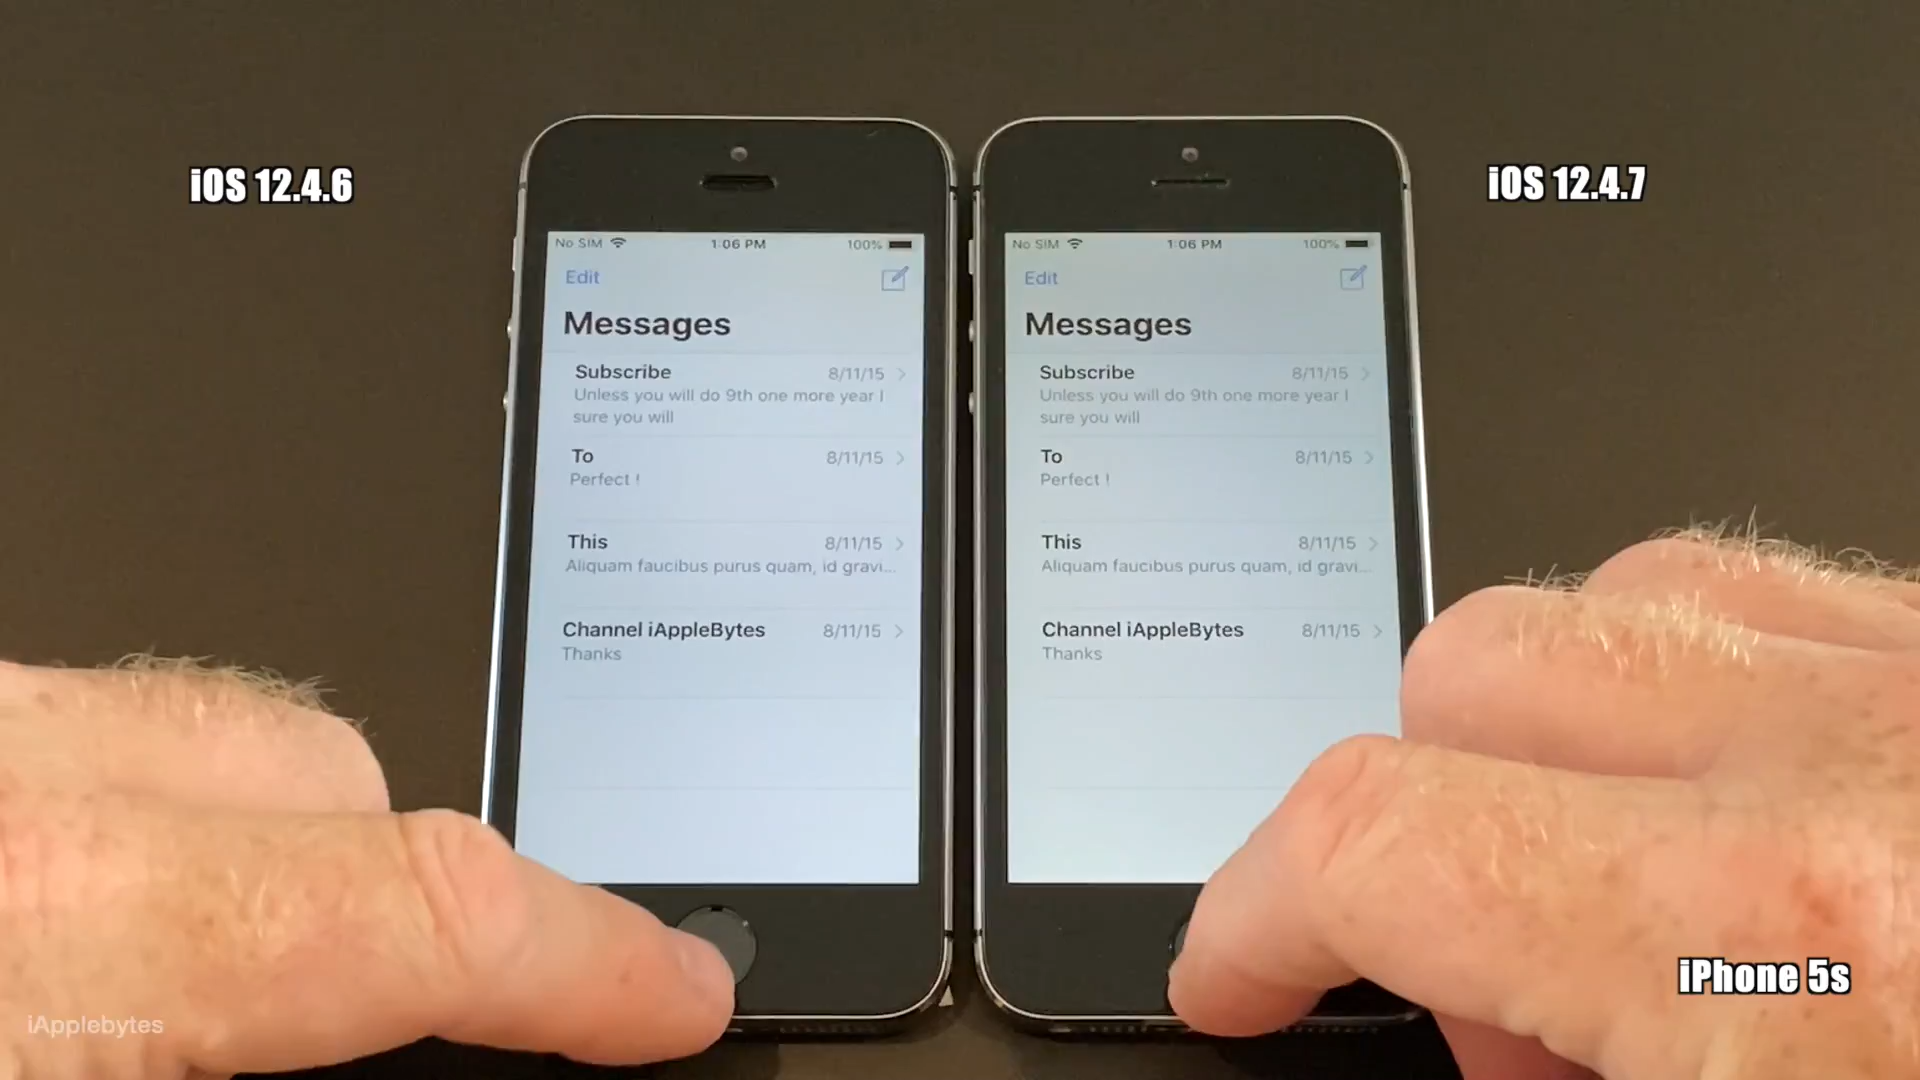 iOS 12.4.6
iOS 12.4.7
No SIM 1:06 PM 100%
Edit
Messages
Subscribe 8/11/15
Unless you will do 9th one more year I
sure you will
To 8/11/15
Perfect !
This 8/11/15
Aliquam faucibus purus quam, id gravi...
Channel iAppleBytes 8/11/15
Thanks
No SIM 1:06 PM 100%
Edit
Messages
Subscribe 8/11/15
Unless you will do 9th one more year I
sure you will
To 8/11/15
Perfect !
This 8/11/15
Aliquam faucibus purus quam, id gravi...
Channel iAppleBytes 8/11/15
Thanks
iPhone 5s
iApplebytes